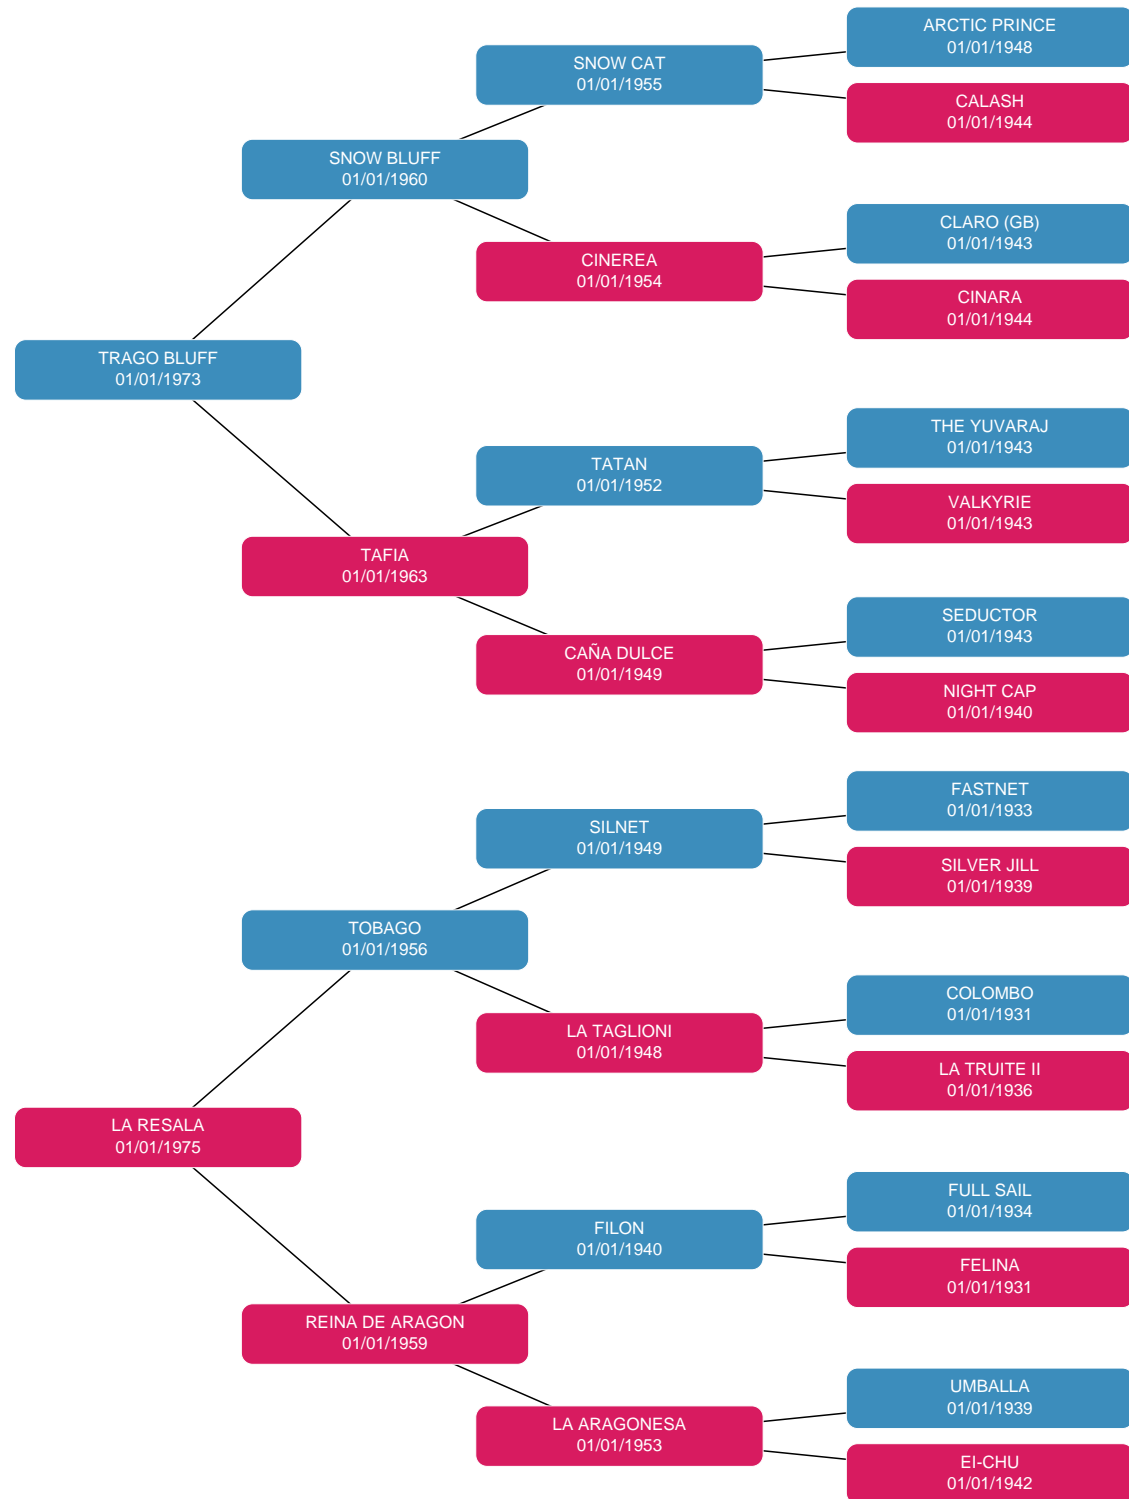 ARCTIC PRINCE
01/01/1948
SNOW CAT
01/01/1955
CALASH
01/01/1944
SNOW BLUFF
01/01/1960
CLARO (GB)
01/01/1943
CINEREA
01/01/1954
CINARA
01/01/1944
TRAGO BLUFF
01/01/1973
THE YUVARAJ
01/01/1943
TATAN
01/01/1952
VALKYRIE
01/01/1943
TAFIA
01/01/1963
SEDUCTOR
01/01/1943
CAÑA DULCE
01/01/1949
NIGHT CAP
01/01/1940
FASTNET
01/01/1933
SILNET
01/01/1949
SILVER JILL
01/01/1939
TOBAGO
01/01/1956
COLOMBO
01/01/1931
LA TAGLIONI
01/01/1948
LA TRUITE II
01/01/1936
LA RESALA
01/01/1975
FULL SAIL
01/01/1934
FILON
01/01/1940
FELINA
01/01/1931
REINA DE ARAGON
01/01/1959
UMBALLA
01/01/1939
LA ARAGONESA
01/01/1953
EI-CHU
01/01/1942